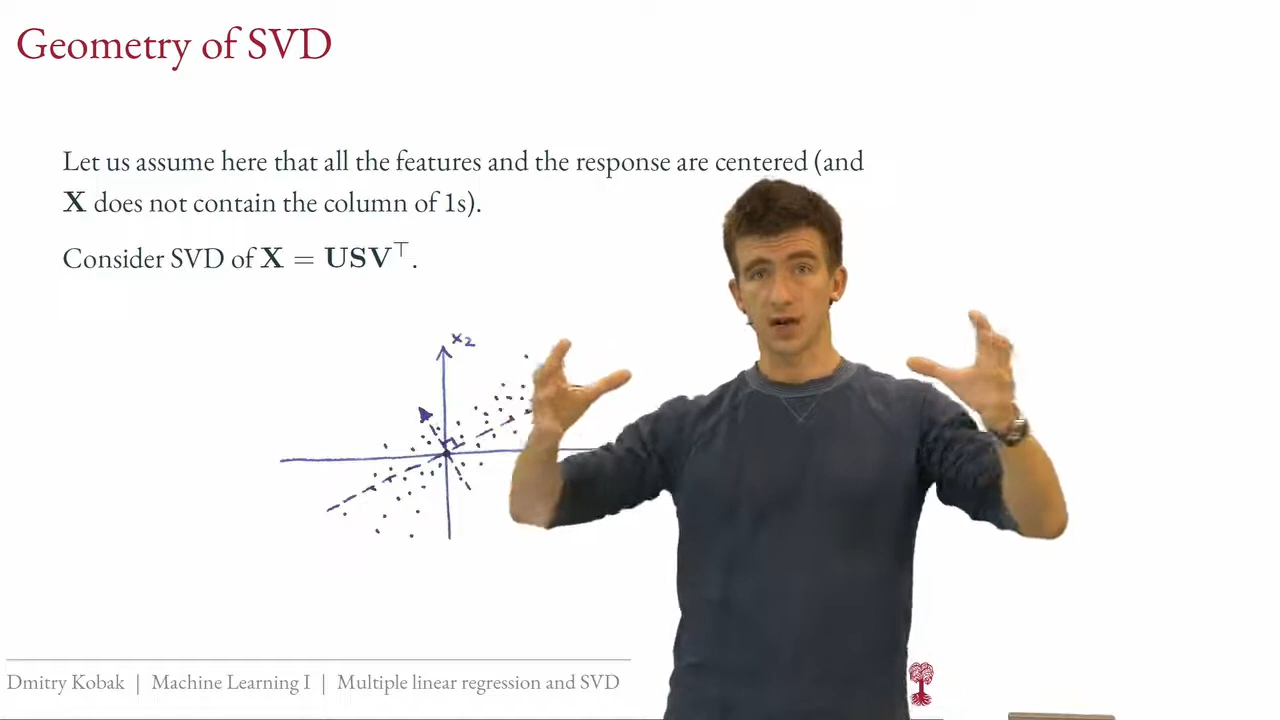 Geometry of SVD
Let us assume here that all the features and the response are centered (and
X does not contain the column of 1s).
Consider SVD of X = USV⊤.
x2
Dmitry Kobak | Machine Learning I | Multiple linear regression and SVD